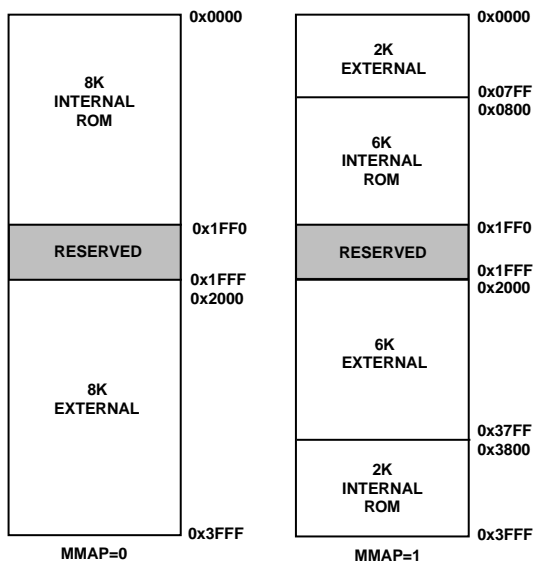 0x0000
8K
INTERNAL
ROM
0x1FF0
RESERVED
0x1FFF
0x2000
8K
EXTERNAL
0x3FFF
MMAP=0
0x0000
2K
EXTERNAL
0x07FF
0x0800
6K
INTERNAL
ROM
0x1FF0
RESERVED
0x1FFF
0x2000
6K
EXTERNAL
0x37FF
0x3800
2K
INTERNAL
ROM
0x3FFF
MMAP=1